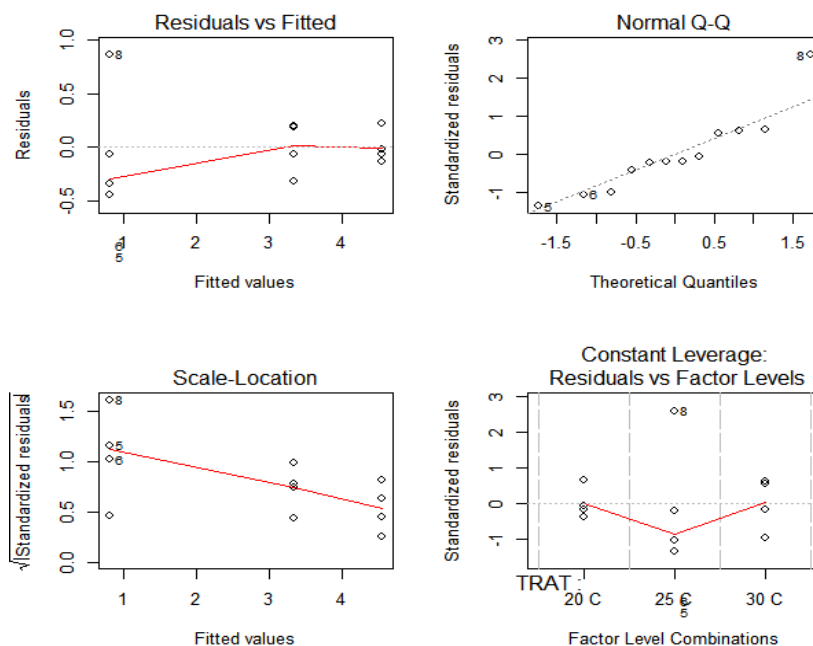 Residuals vs Fitted
Residuals
1.0
0.5
0.0
-0.5
8
6
5
1 2 3 4
Fitted values
Normal Q-Q
Standardized residuals
3
2
1
0
-1
8
5
6
-1.5 -0.5 0.5 1.5
Theoretical Quantiles
Scale-Location
√|Standardized residuals|
1.5
1.0
0.5
0.0
8
5
6
1 2 3 4
Fitted values
Constant Leverage:
Residuals vs Factor Levels
Standardized residuals
3
2
1
0
-1
8
TRAT :
20 C 25 C 30 C
6
5
Factor Level Combinations